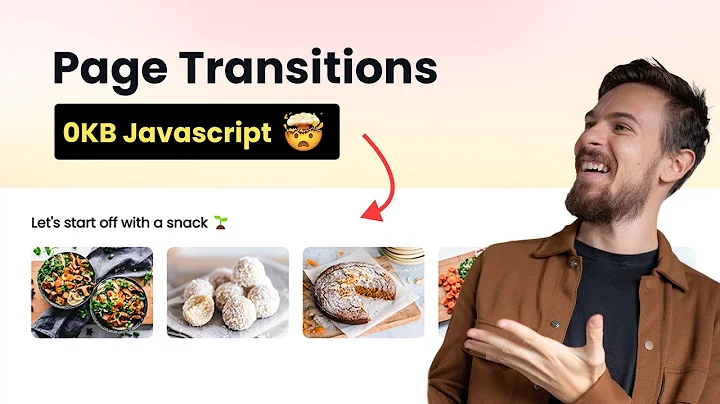 Page Transitions
0KB Javascript 🤯
Let's start off with a snack 🌱